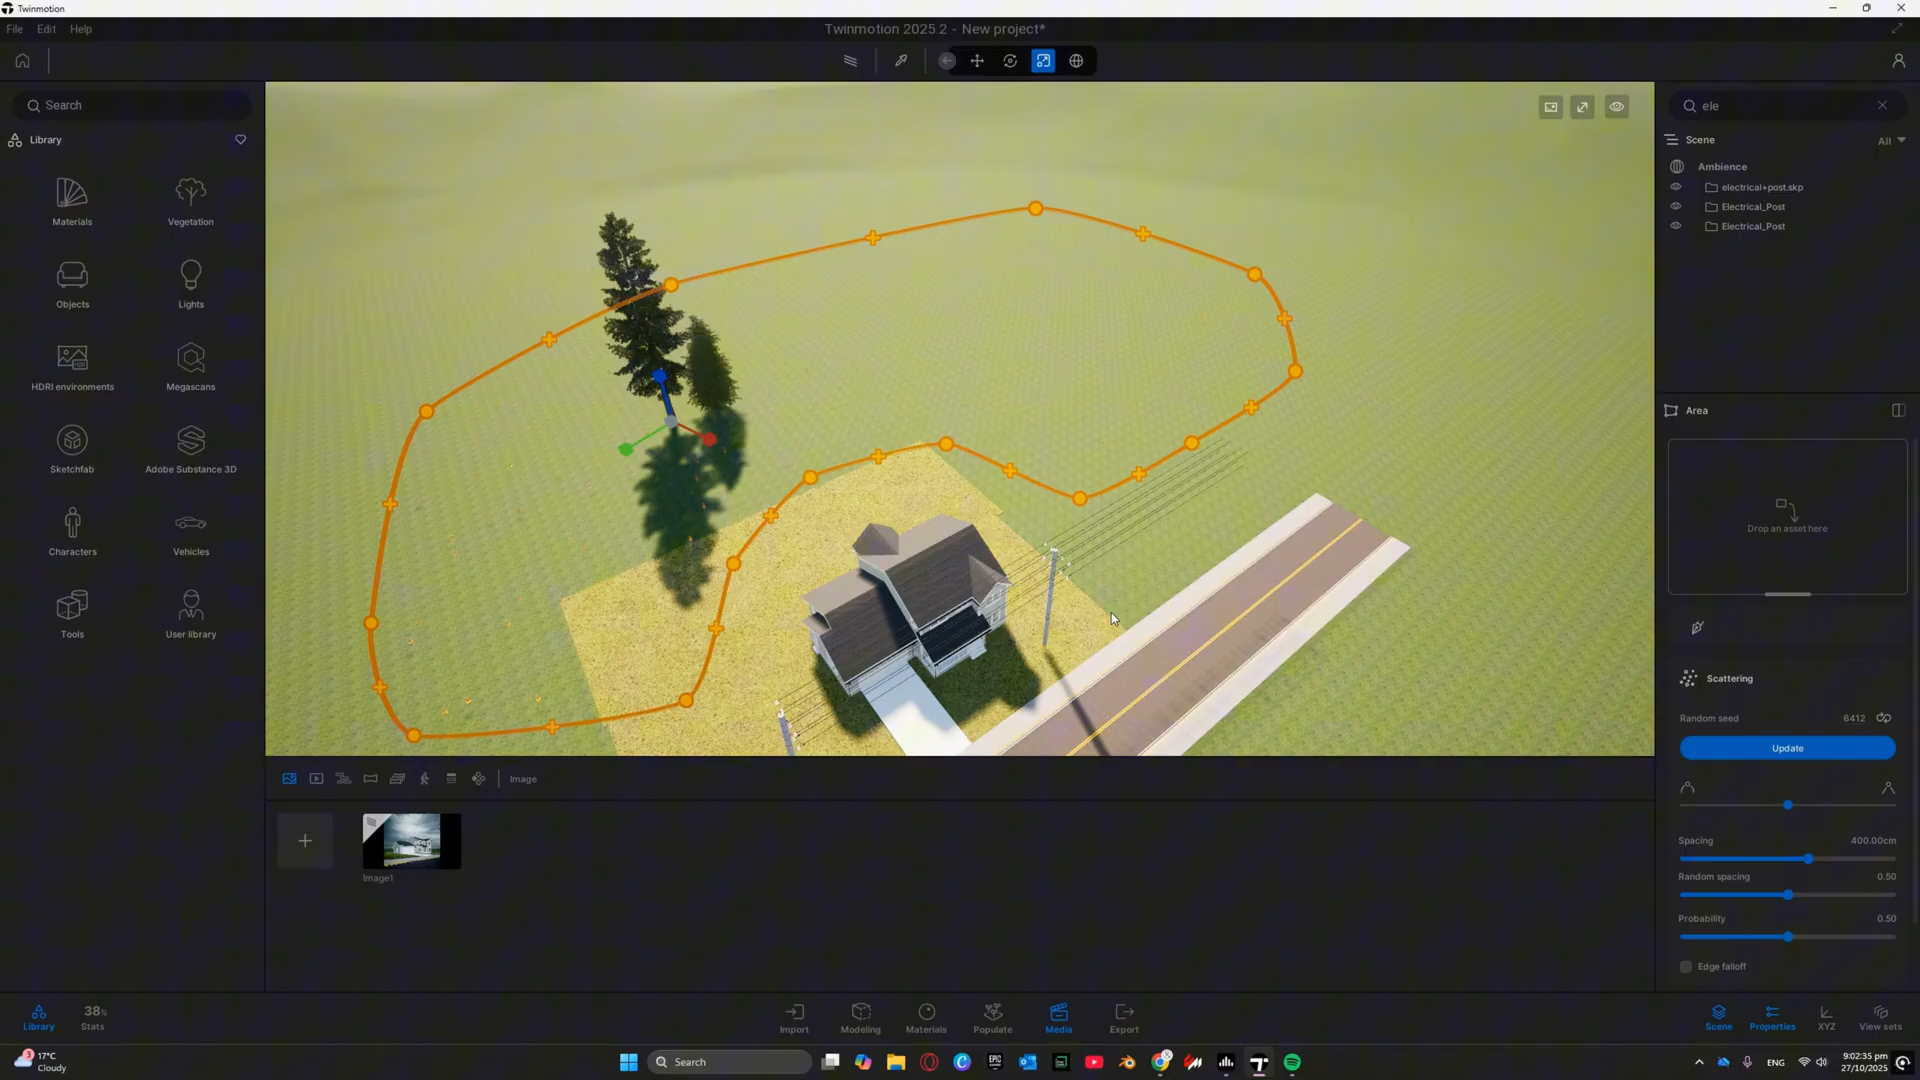 Twinmotion
File Edit Help
Twinmotion 2025.2 - New project*
Search
Library
Materials
Vegetation
Objects
Lights
HDRI environments
Megascans
Sketchfab
Adobe Substance 3D
Characters
Vehicles
Tools
User library
ele
Scene
All
Ambience
electrical+post.skp
Electrical_Post
Electrical_Post
Area
Drop an asset here
Scattering
Random seed 6412
Update
Spacing 400.00cm
Random spacing 0.50
Probability 0.50
Edge falloff
Image
Image1
Library
38%
Stats
Import
Modeling
Materials
Populate
Media
Export
Scene
Properties
XYZ
View sets
3
17°C
Cloudy
Search
EPIC
ENG
9:02:35 pm
27/10/2025